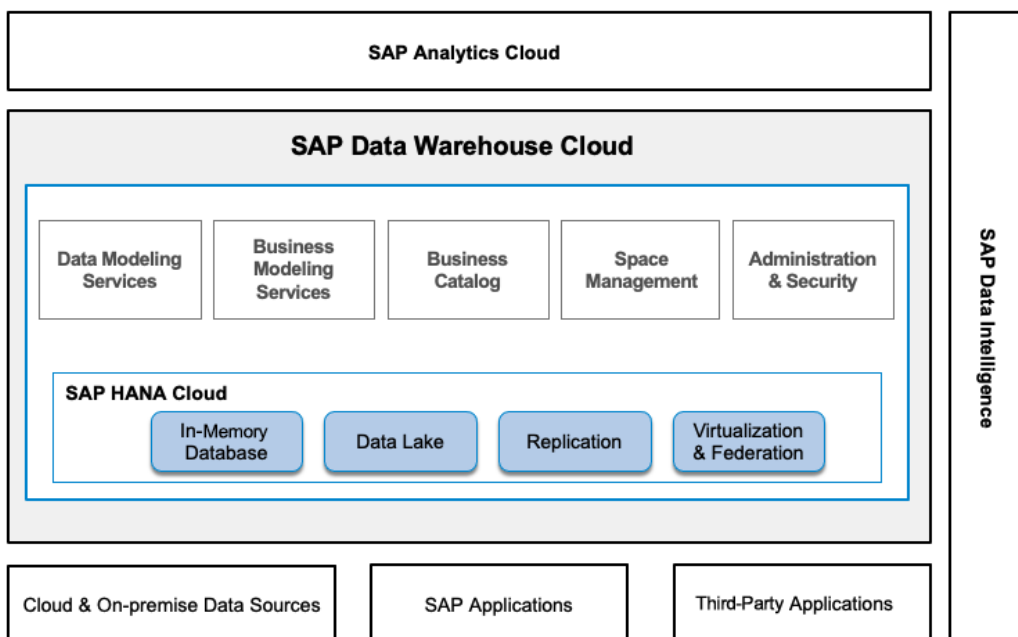 SAP Analytics Cloud
SAP Data Warehouse Cloud
Data Modeling
Services
Business
Modeling
Services
Business
Catalog
Space
Management
Administration
& Security
SAP HANA Cloud
In-Memory
Database
Data Lake
Replication
Virtualization
& Federation
Cloud & On-premise Data Sources
SAP Applications
Third-Party Applications
SAP Data Intelligence